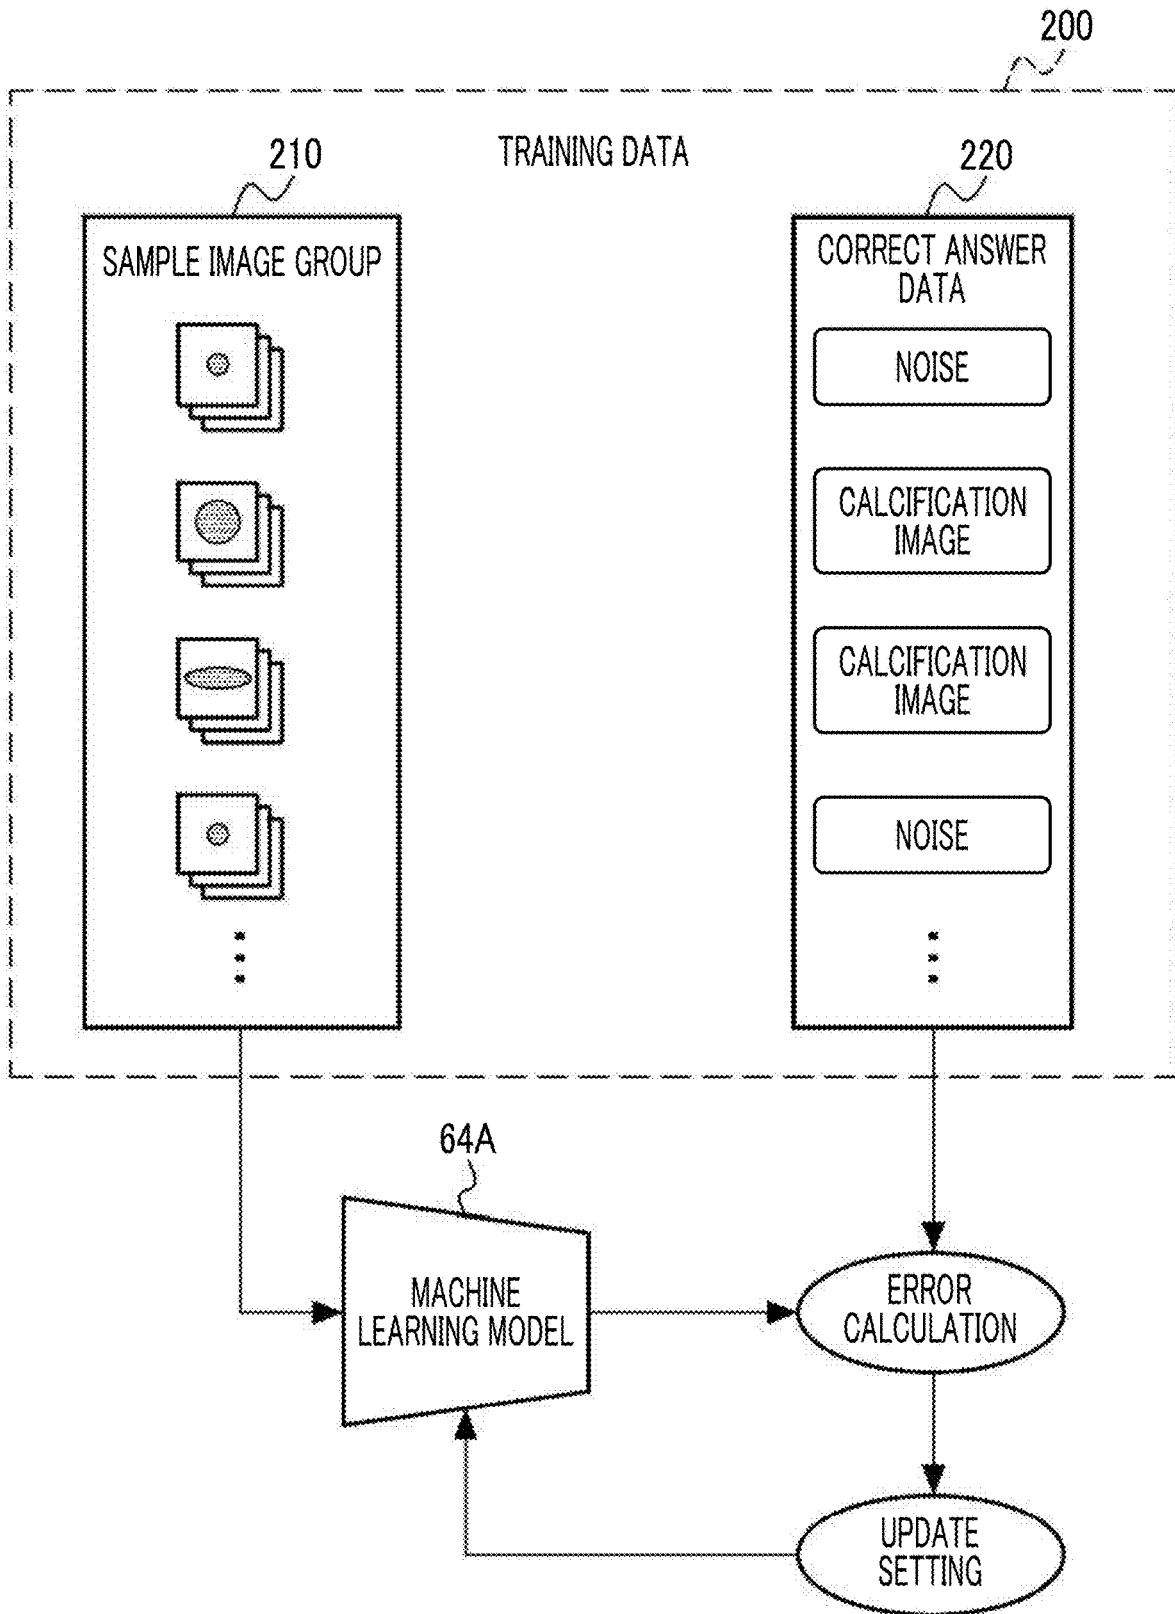 200
TRAINING DATA
210
220
SAMPLE IMAGE GROUP
CORRECT ANSWER
DATA
NOISE
CALCIFICATION
IMAGE
CALCIFICATION
IMAGE
NOISE
64A
MACHINE
LEARNING MODEL
ERROR
CALCULATION
UPDATE
SETTING